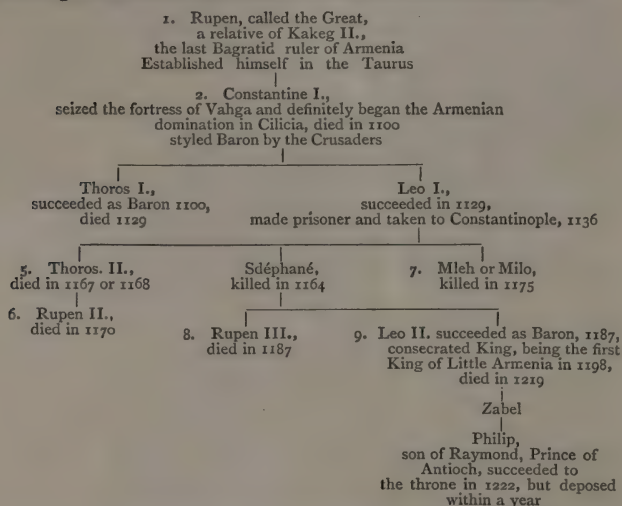 1. Rupen, called the Great,
a relative of Kakeg II.,
the last Bagratid ruler of Armenia
Established himself in the Taurus
2. Constantine I.,
seized the fortress of Vahga and definitely began the Armenian
domination in Cilicia, died in 1100
styled Baron by the Crusaders
Thoros I.,
succeeded as Baron 1100,
died 1129
Leo I.,
succeeded in 1129,
made prisoner and taken to Constantinople, 1136
5. Thoros. II.,
died in 1167 or 1168
Sdéphané,
killed in 1164
7. Mleh or Milo,
killed in 1175
6. Rupen II.,
died in 1170
8. Rupen III.,
died in 1187
9. Leo II. succeeded as Baron, 1187,
consecrated King, being the first
King of Little Armenia in 1198,
died in 1219
Zabel
Philip,
son of Raymond, Prince of
Antioch, succeeded to
the throne in 1222, but deposed
within a year